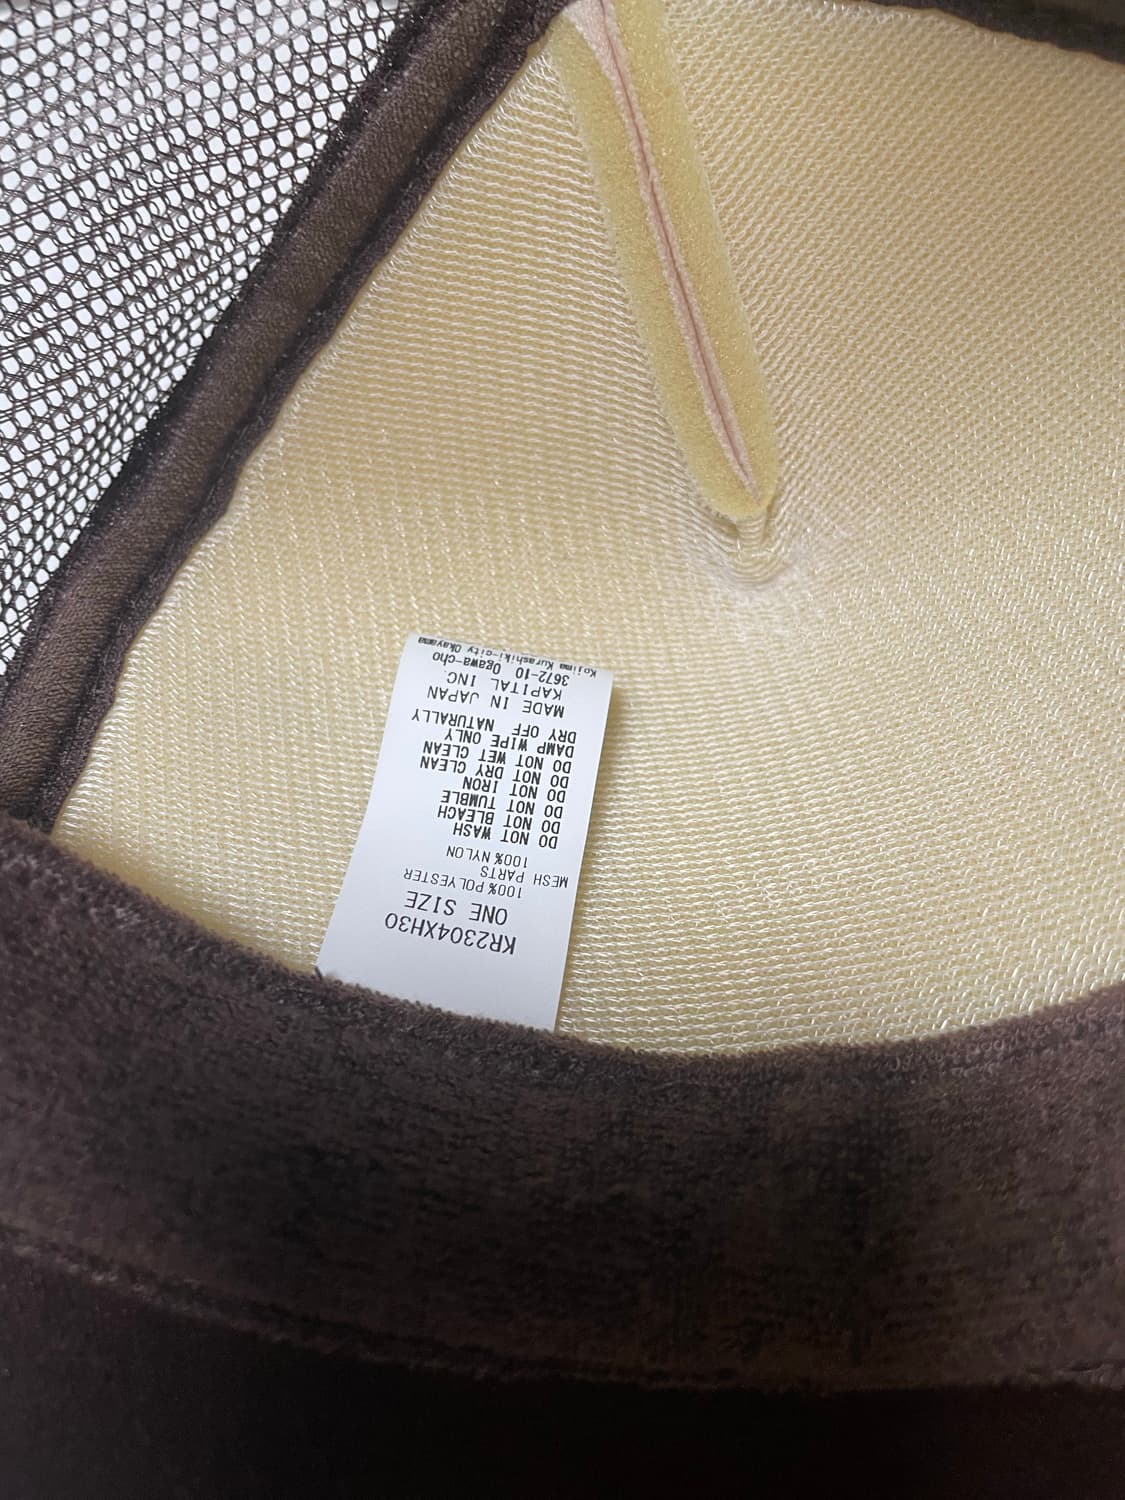 KR2304XH30
ONE SIZE
100% POLYESTER
MESH PARTS
100% NYLON
DO NOT WASH
DO NOT BLEACH
DO NOT TUMBLE
DO NOT IRON
DO NOT DRY CLEAN
DO NOT WET CLEAN
DAMP WIPE ONLY
DRY OFF NATURALLY
MADE IN JAPAN
KAPITAL INC.
3672-10 Ogawa-cho
Kojima Kurashiki-city Okayama